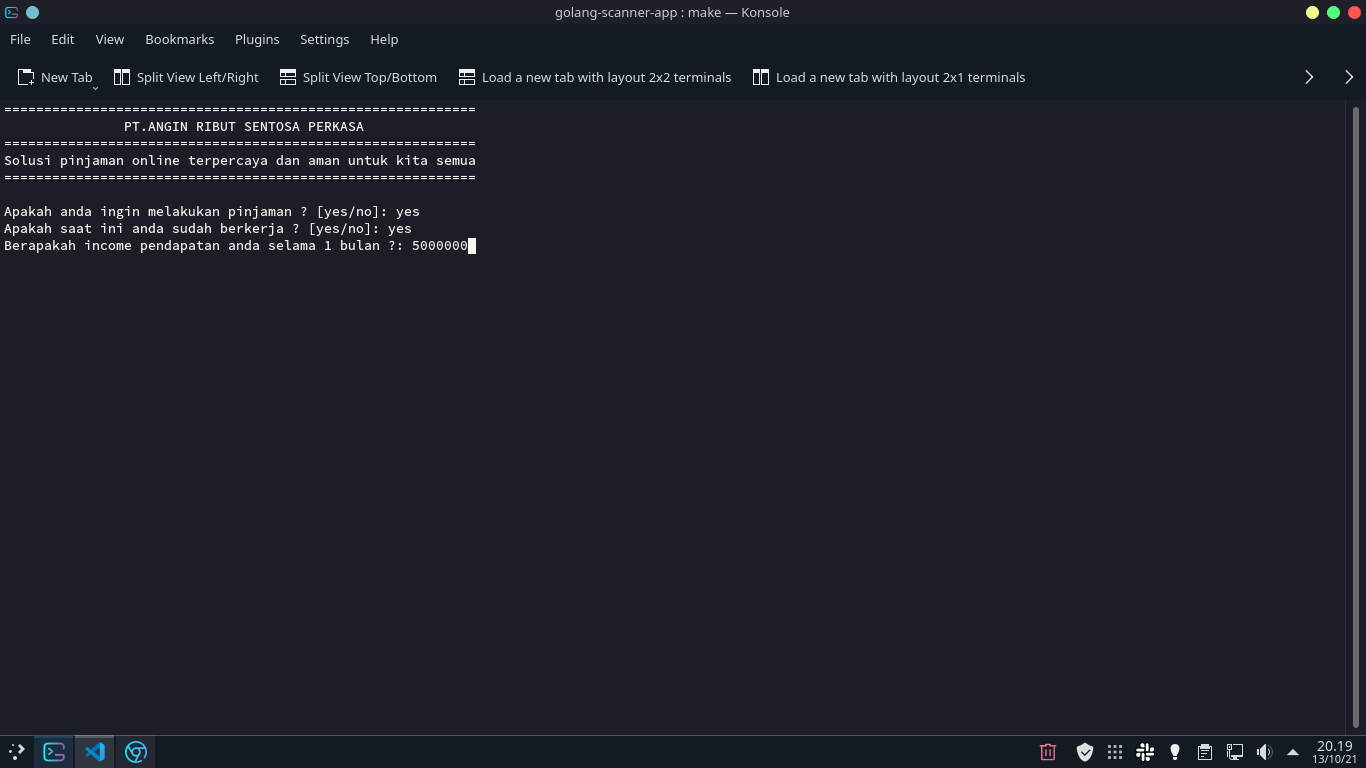 golang-scanner-app : make — Konsole
File Edit View Bookmarks Plugins Settings Help
New Tab Split View Left/Right Split View Top/Bottom Load a new tab with layout 2x2 terminals Load a new tab with layout 2x1 terminals
===========================================================
PT.ANGIN RIBUT SENTOSA PERKASA
===========================================================
Solusi pinjaman online terpercaya dan aman untuk kita semua
===========================================================
Apakah anda ingin melakukan pinjaman ? [yes/no]: yes
Apakah saat ini anda sudah berkerja ? [yes/no]: yes
Berapakah income pendapatan anda selama 1 bulan ?: 5000000
20.19
13/10/21